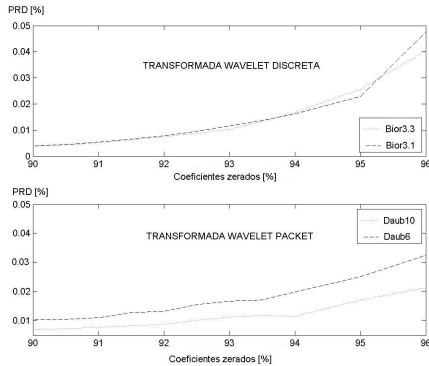 PRD [%]
0.05
0.04
0.03
0.02
0.01
0
TRANSFORMADA WAVELET DISCRETA
Bior3.3
Bior3.1
90 91 92 93 94 95 96
Coeficientes zerados [%]
PRD [%]
0.05
0.04
0.03
0.02
0.01
TRANSFORMADA WAVELET PACKET
Daub10
Daub6
90 91 92 93 94 95 96
Coeficientes zerados [%]